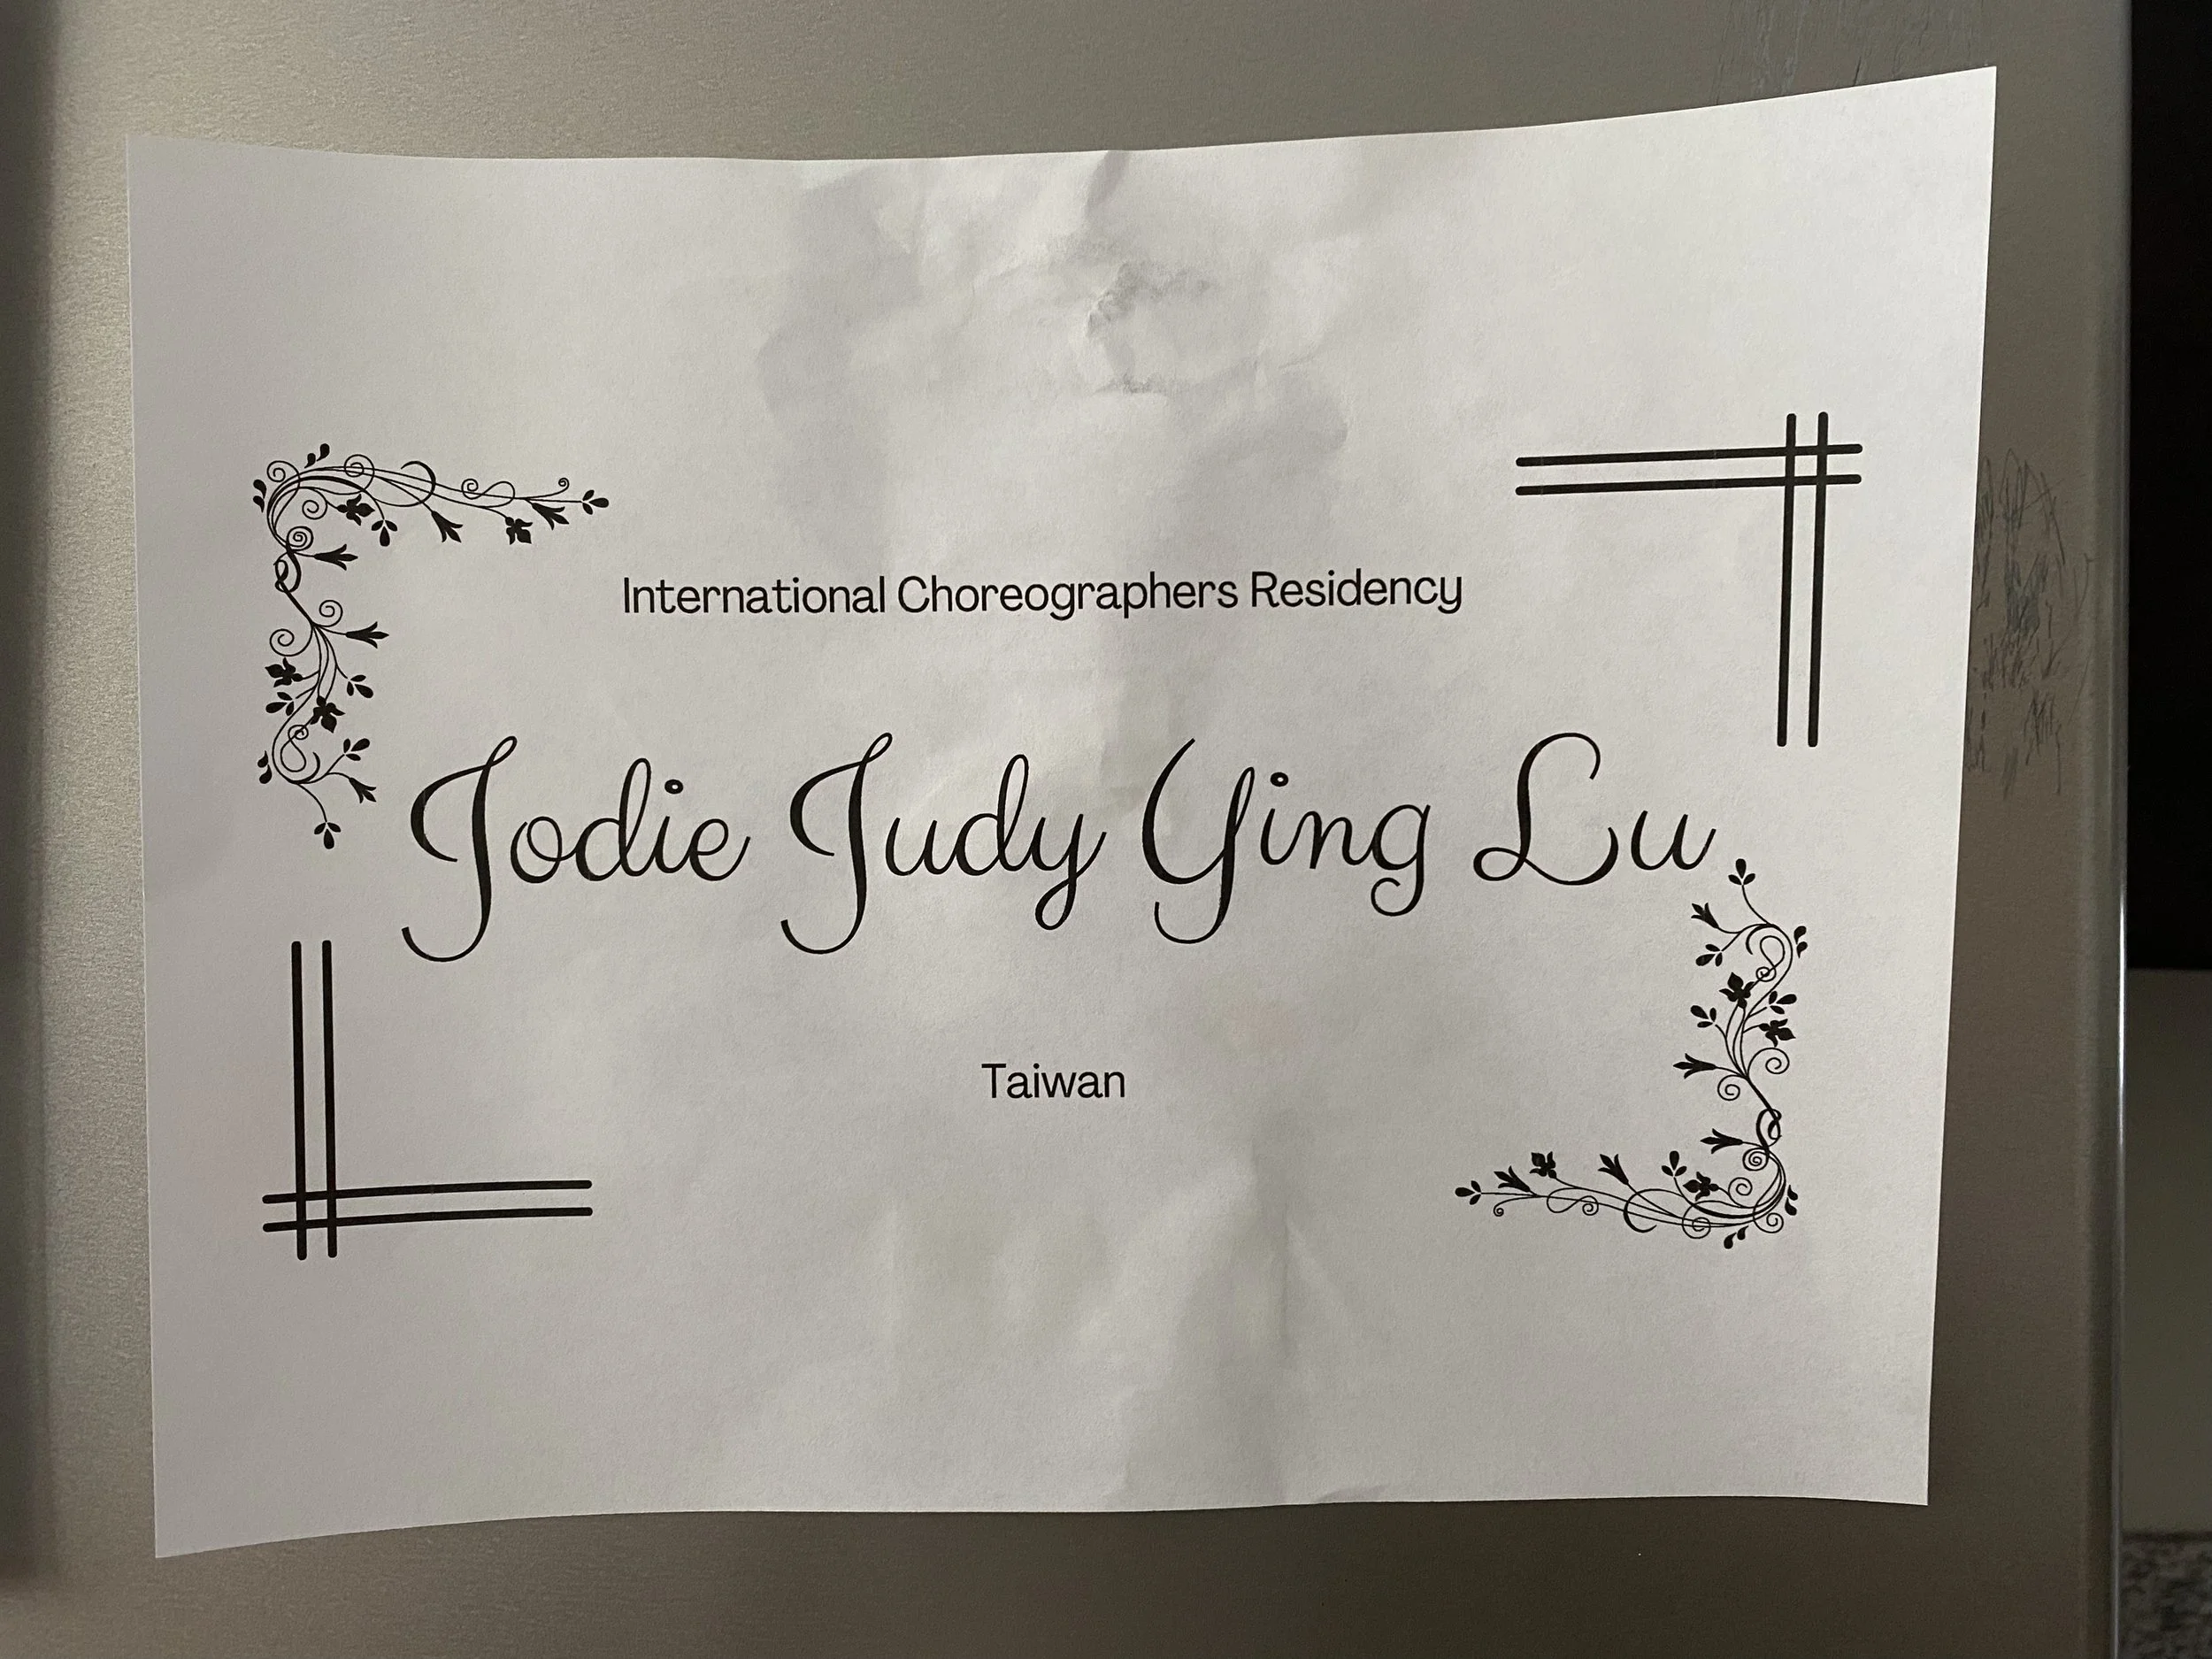 International Choreographers Residency
Jodie Judy Ying Lu
Taiwan